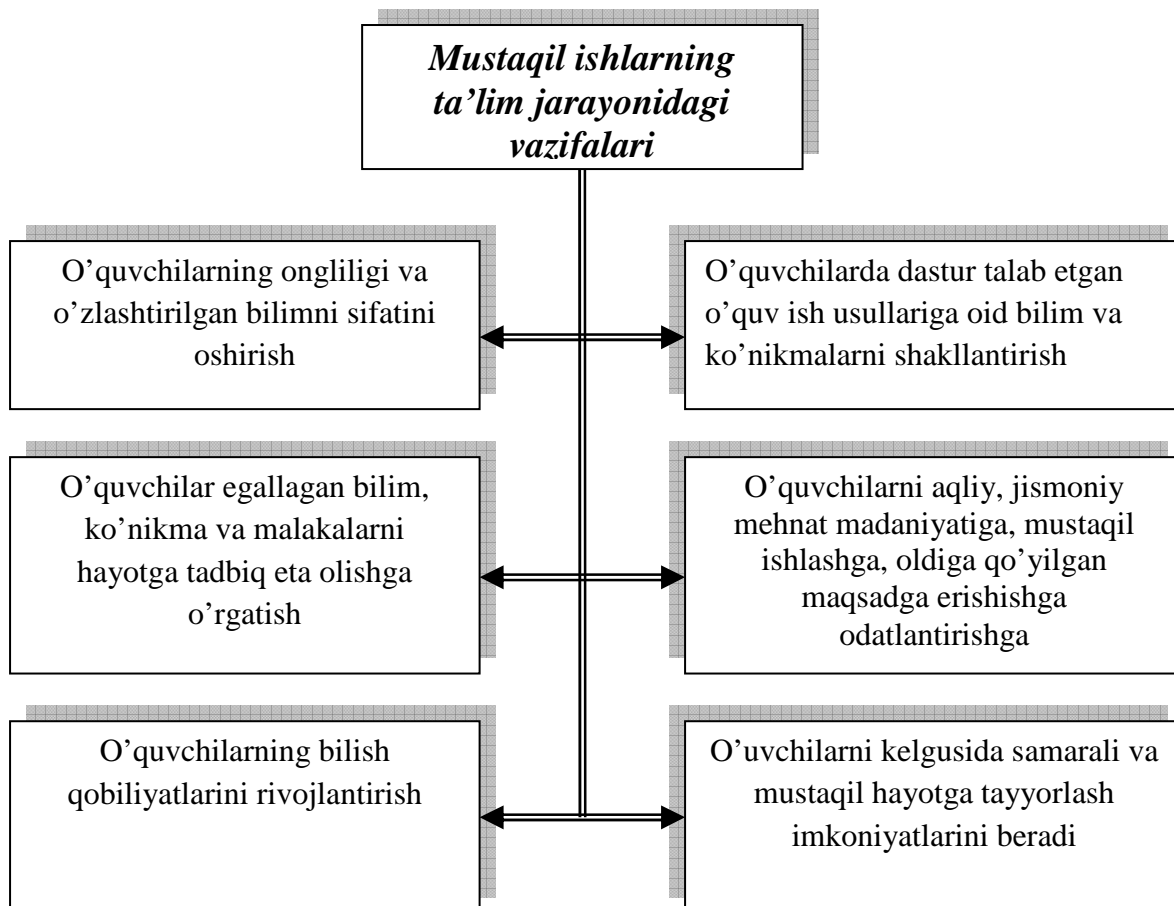 Mustaqil ishlarning
ta’lim jarayonidagi
vazifalari
O’quvchilarning ongliligi va
o’zlashtirilgan bilimni sifatini
oshirish
O’quvchilarda dastur talab etgan
o’quv ish usullariga oid bilim va
ko’nikmalarni shakllantirish
O’quvchilar egallagan bilim,
ko’nikma va malakalarni
hayotga tadbiq eta olishga
o’rgatish
O’quvchilarni aqliy, jismoniy
mehnat madaniyatiga, mustaqil
ishlashga, oldiga qo’yilgan
maqsadga erishishga
odatlantirishga
O’quvchilarning bilish
qobiliyatlarini rivojlantirish
O’uvchilarni kelgusida samarali va
mustaqil hayotga tayyorlash
imkoniyatlarini beradi